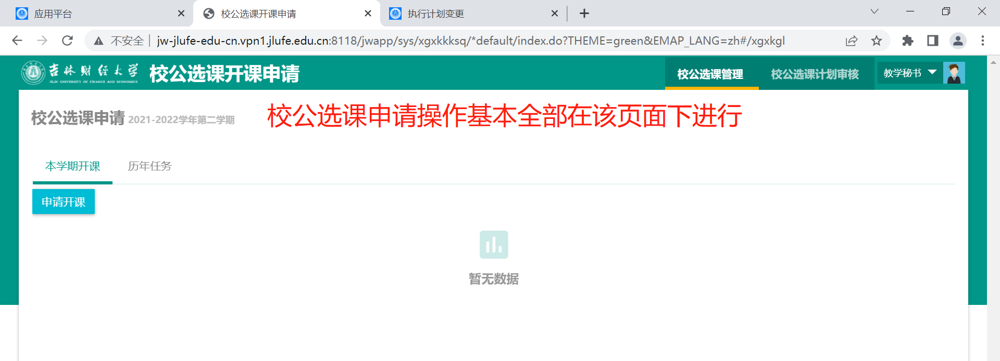 应用平台
校公选课开课申请
执行计划变更
不安全 jw-jlufe-edu-cn.vpn1.jlufe.edu.cn:8118/jwapp/sys/xgxkkksq/*default/index.do?THEME=green&EMAP_LANG=zh#/xgxkgl
吉林财经大学
JILIN UNIVERSITY OF FINANCE AND ECONOMICS
校公选课开课申请
校公选课管理
校公选课计划审核
教学秘书
校公选课申请 2021-2022学年第二学期
校公选课申请操作基本全部在该页面下进行
本学期开课
历年任务
申请开课
暂无数据